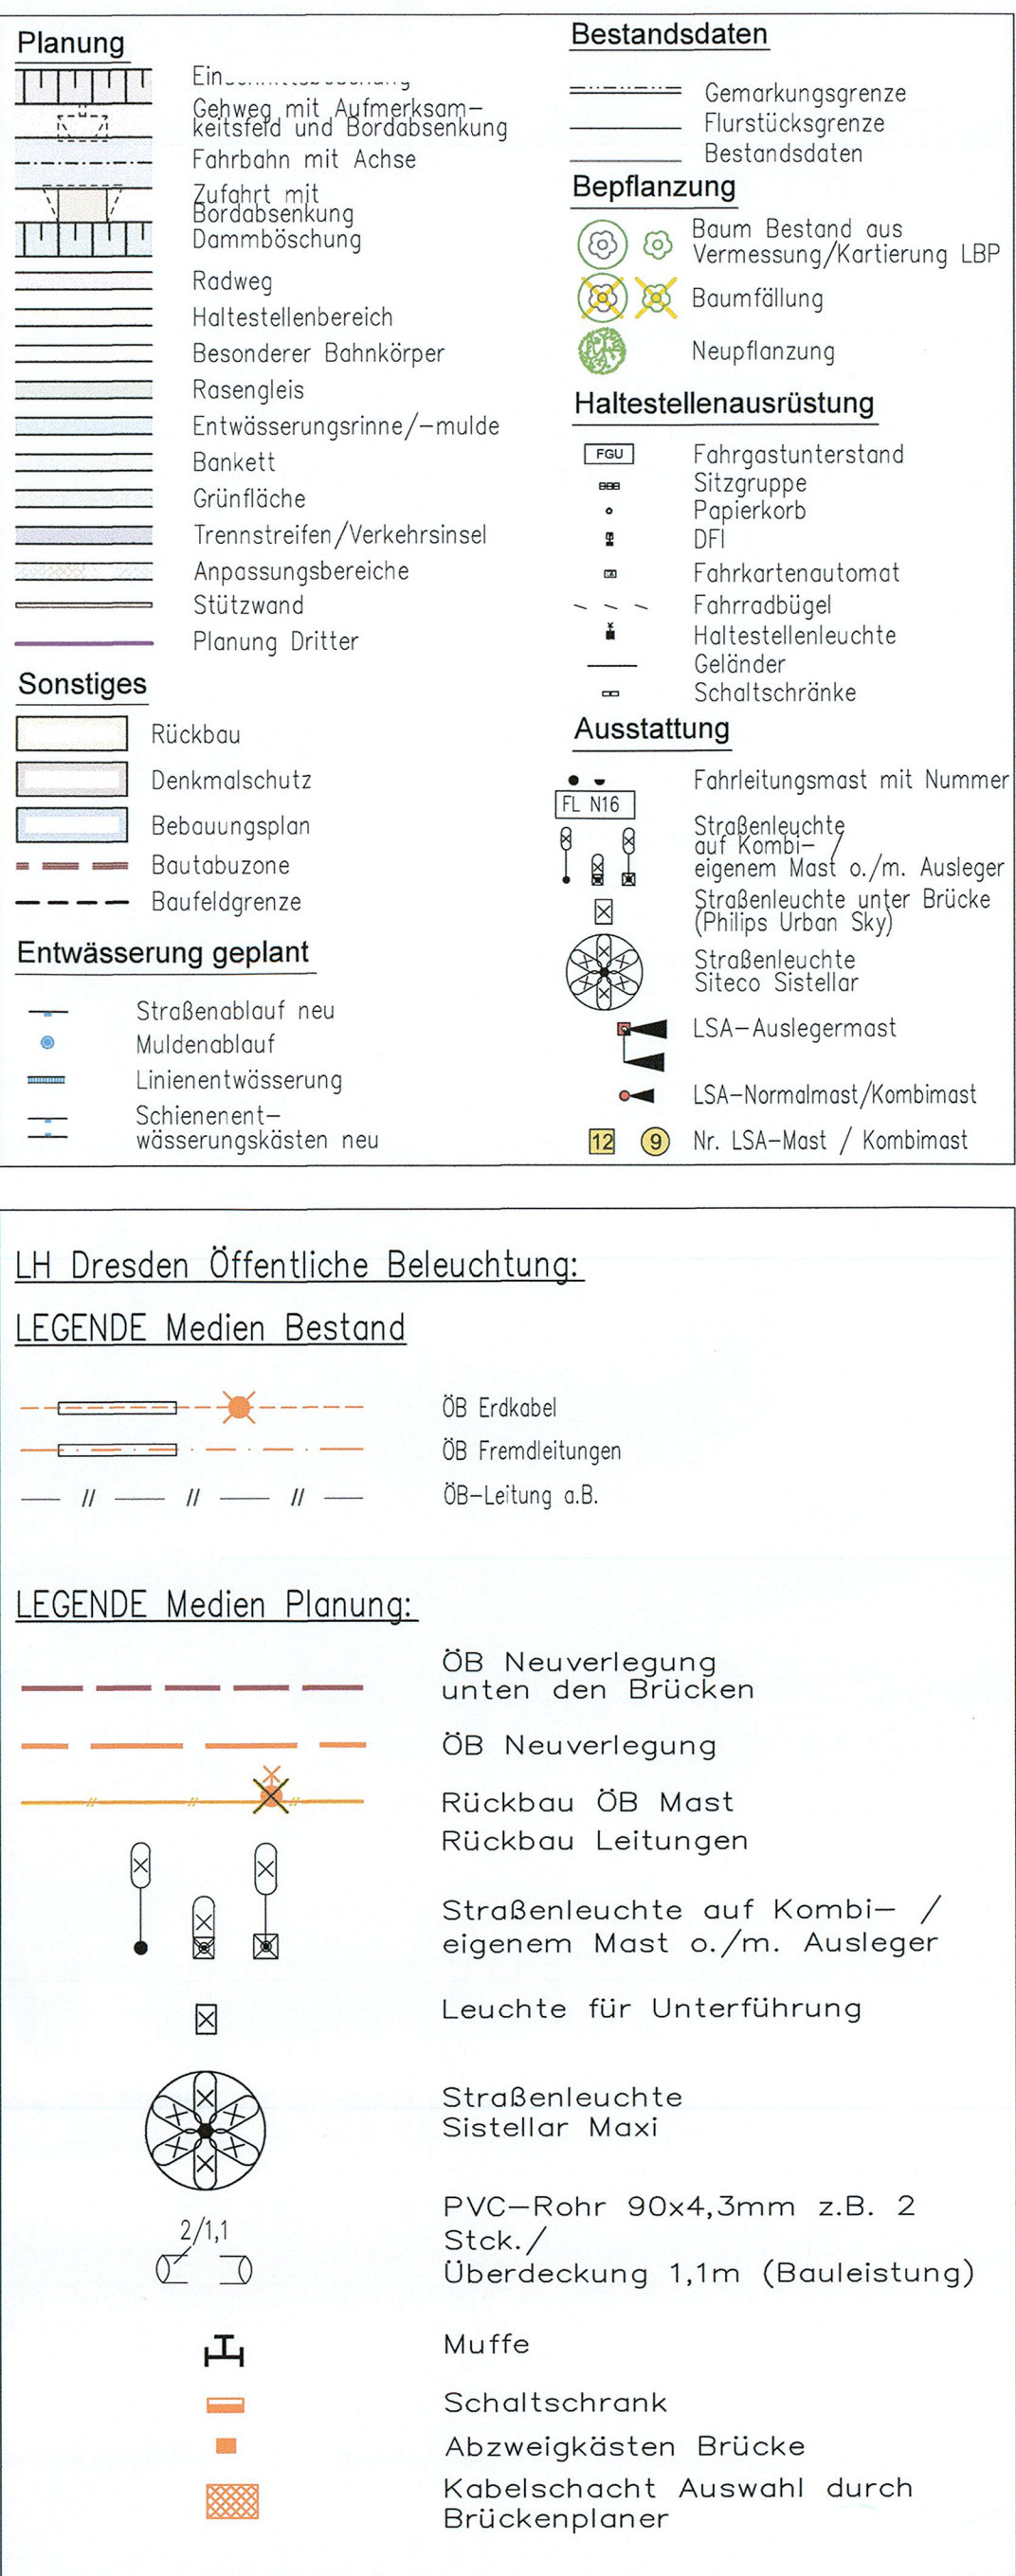 Planung
Gehweg mit Aufmerksam-
keitsfeld und Bordabsenkung
Fahrbahn mit Achse
Zufahrt mit
Bordabsenkung
Dammböschung
Radweg
Haltestellenbereich
Besonderer Bahnkörper
Rasengleis
Entwässerungsrinne/-mulde
Bankett
Grünfläche
Trennstreifen/Verkehrsinsel
Anpassungsbereiche
Stützwand
Planung Dritter
Sonstiges
Rückbau
Denkmalschutz
Bebauungsplan
Bautabuzone
Baufeldgrenze
Entwässerung geplant
Straßenablauf neu
Muldenablauf
Linienentwässerung
Schienenent-
wässerungskästen neu
Bestandsdaten
Gemarkungsgrenze
Flurstücksgrenze
Bestandsdaten
Bepflanzung
Baum Bestand aus
Vermessung/Kartierung LBP
Baumfällung
Neupflanzung
Haltestellenausrüstung
FGU Fahrgastunterstand
Sitzgruppe
Papierkorb
DFI
Fahrkartenautomat
Fahrradbügel
Haltestellenleuchte
Geländer
Schaltschränke
Ausstattung
Fahrleitungsmast mit Nummer
FL N16
Straßenleuchte
auf Kombi- /
eigenem Mast o./m. Ausleger
Straßenleuchte unter Brücke
(Philips Urban Sky)
Straßenleuchte
Siteco Sistellar
LSA-Auslegermast
LSA-Normalmast/Kombimast
12 9 Nr. LSA-Mast / Kombimast
LH Dresden Öffentliche Beleuchtung:
LEGENDE Medien Bestand
ÖB Erdkabel
ÖB Fremdleitungen
ÖB-Leitung a.B.
LEGENDE Medien Planung:
ÖB Neuverlegung
unten den Brücken
ÖB Neuverlegung
Rückbau ÖB Mast
Rückbau Leitungen
Straßenleuchte auf Kombi- /
eigenem Mast o./m. Ausleger
Leuchte für Unterführung
Straßenleuchte
Sistellar Maxi
2/1,1
PVC-Rohr 90x4,3mm z.B. 2
Stck./
Überdeckung 1,1m (Bauleistung)
Muffe
Schaltschrank
Abzweigkästen Brücke
Kabelschacht Auswahl durch
Brückenplaner